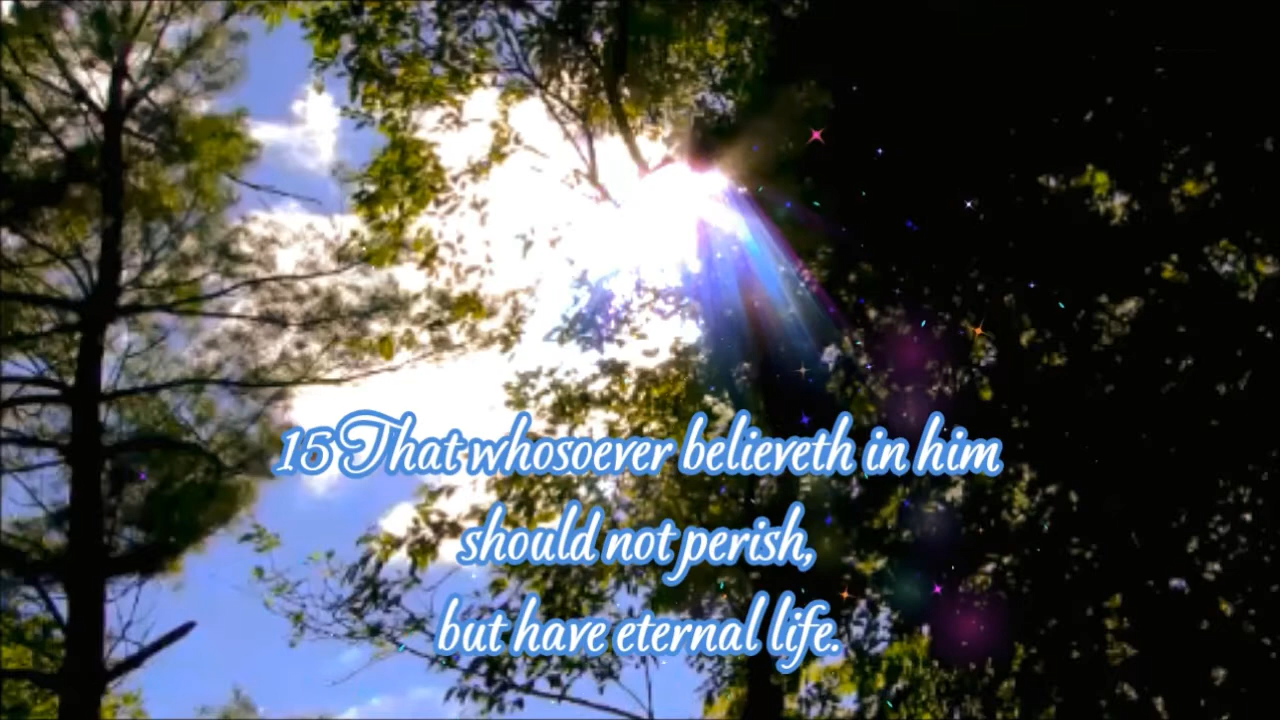 15 That whosoever believeth in him
should not perish,
but have eternal life.